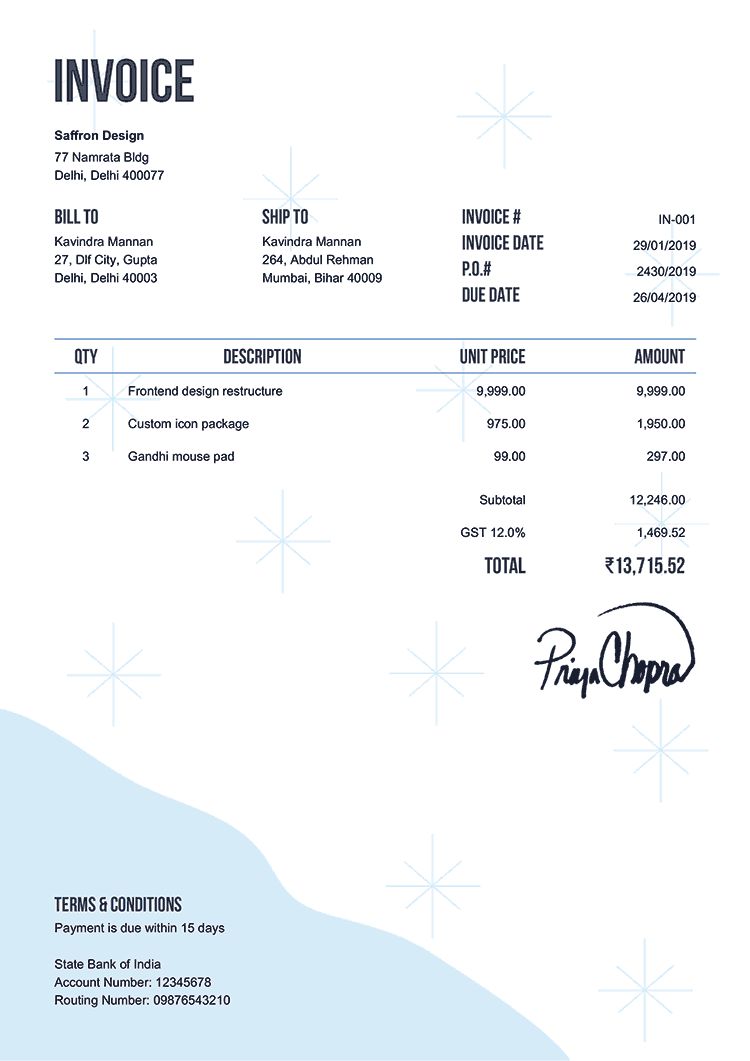 INVOICE
Saffron Design
77 Namrata Bldg
Delhi, Delhi 400077
BILL TO
Kavindra Mannan
27, Dlf City, Gupta
Delhi, Delhi 40003
SHIP TO
Kavindra Mannan
264, Abdul Rehman
Mumbai, Bihar 40009
INVOICE # IN-001
INVOICE DATE 29/01/2019
P.O.# 2430/2019
DUE DATE 26/04/2019
QTY DESCRIPTION UNIT PRICE AMOUNT
1 Frontend design restructure 9,999.00 9,999.00
2 Custom icon package 975.00 1,950.00
3 Gandhi mouse pad 99.00 297.00
Subtotal 12,246.00
GST 12.0% 1,469.52
TOTAL ₹13,715.52
Priya Chopra
TERMS & CONDITIONS
Payment is due within 15 days
State Bank of India
Account Number: 12345678
Routing Number: 09876543210